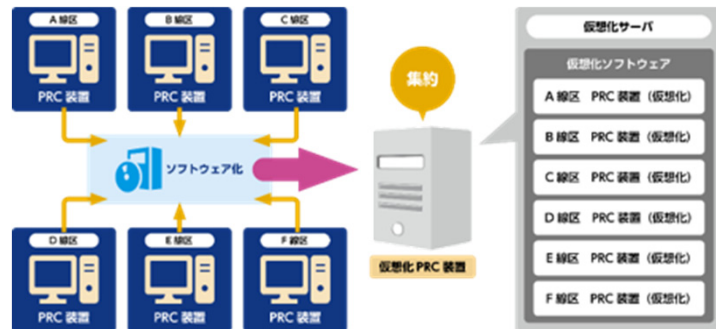 A 線区
PRC 装置
B 線区
PRC 装置
C 線区
PRC 装置
ソフトウェア化
D 線区
PRC 装置
E 線区
PRC 装置
F 線区
PRC 装置
集約
仮想化 PRC 装置
仮想化サーバ
仮想化ソフトウェア
A 線区 PRC 装置（仮想化）
B 線区 PRC 装置（仮想化）
C 線区 PRC 装置（仮想化）
D 線区 PRC 装置（仮想化）
E 線区 PRC 装置（仮想化）
F 線区 PRC 装置（仮想化）